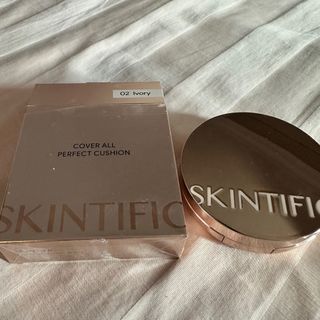 02 Ivory
COVER ALL
PERFECT CUSHION
SKINTIFIC
SKINTIFIC